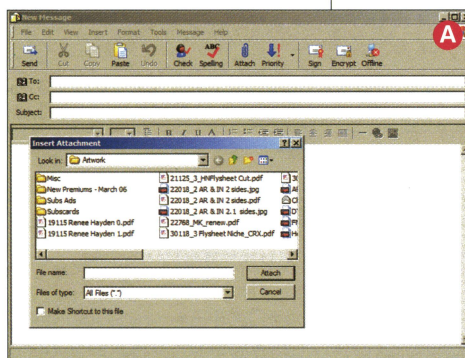 New Message
File Edit View Insert Format Tools Message Help
A
Send Cut Copy Paste Undo Check Spelling Attach Priority Sign Encrypt Offline
To:
Cc:
Subject:
Insert Attachment
Look in: Artwork
Misc 21125_3_HNFlysheet Cut.pdf
New Premiums - March 06 22018_2 AR & IN 2 sides.jpg
Subs Ads 22018_2 AR & IN 2 sides.pdf
Subscards 22018_2 AR & IN 2.1 sides.jpg
19115 Renee Hayden 0.pdf 22768_MK_renew.pdf
19115 Renee Hayden 1.pdf 30118_3 Flysheet Niche_CRX.pdf
File name: Attach
Files of type: All Files (*.*) Cancel
Make Shortcut to this file